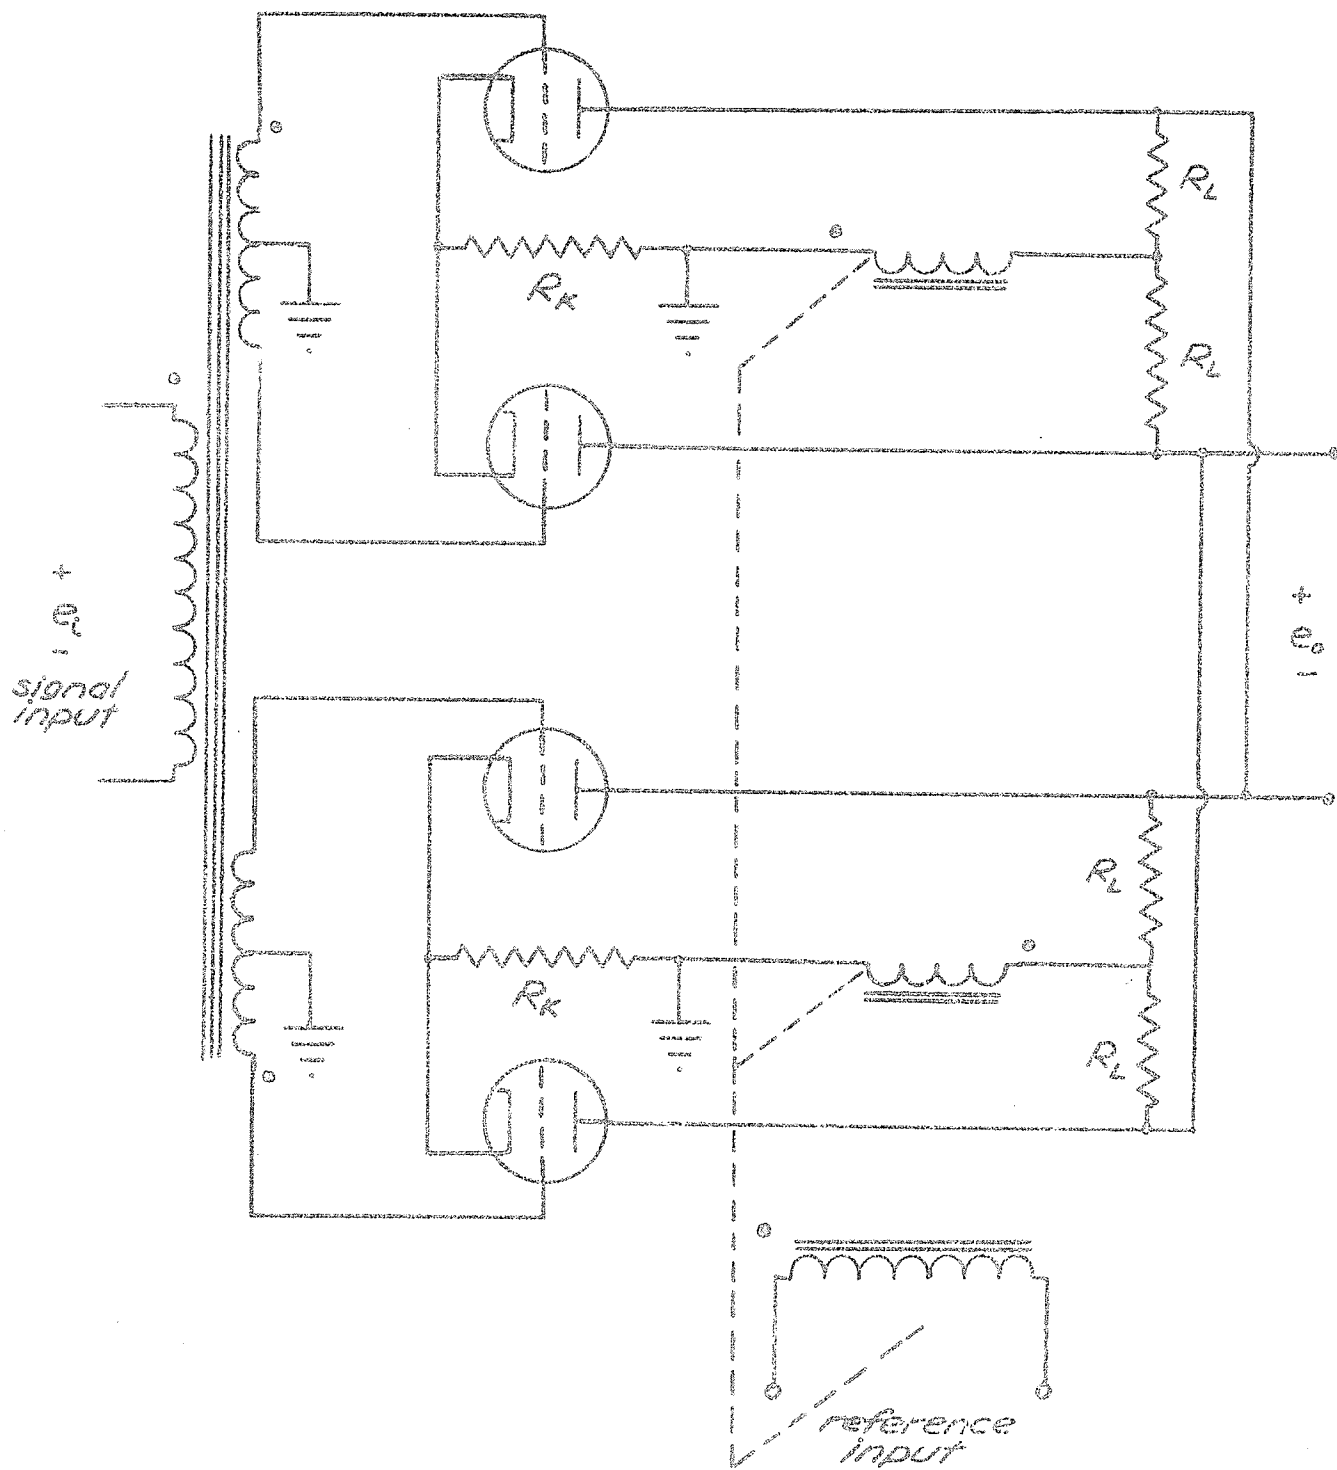 R_L
R_K
R_L
+
e_i
-
signal
input
+
e_o
-
R_L
R_K
R_L
reference
input